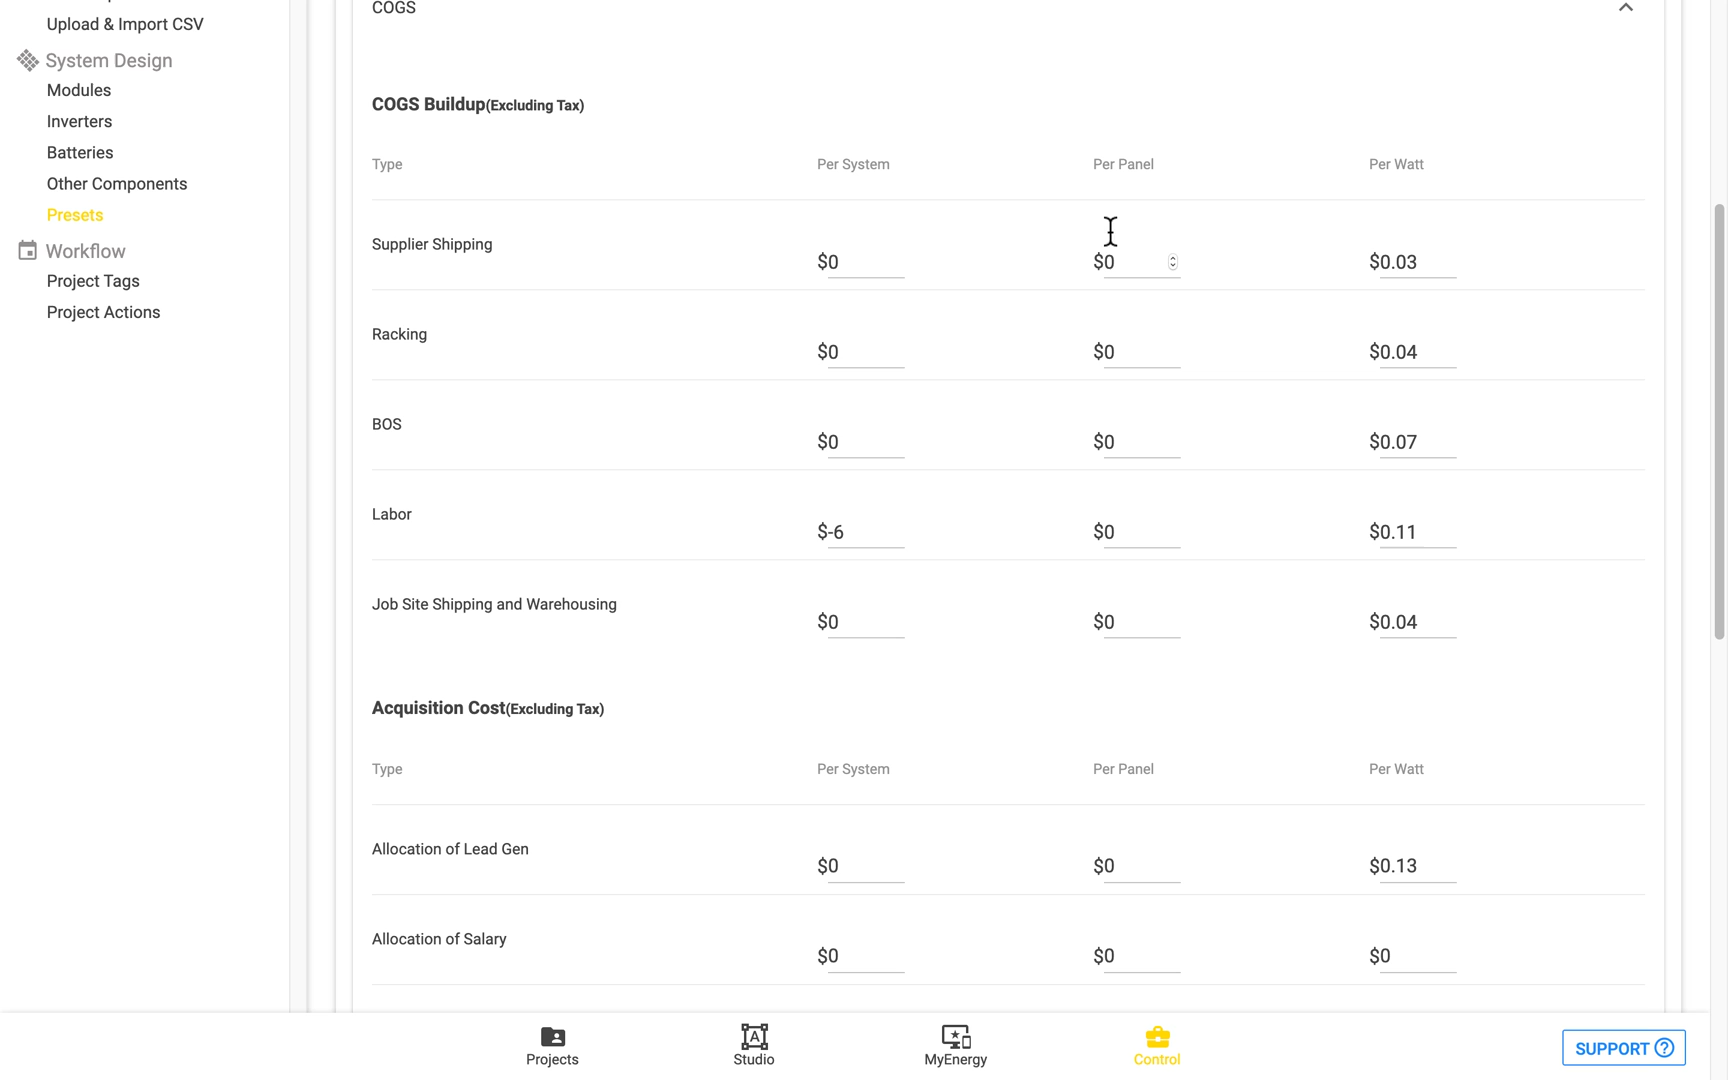 Upload & Import CSV
System Design
Modules
Inverters
Batteries
Other Components
Presets
Workflow
Project Tags
Project Actions
COGS
COGS Buildup(Excluding Tax)
Type Per System Per Panel Per Watt
Supplier Shipping $0 $0 $0.03
Racking $0 $0 $0.04
BOS $0 $0 $0.07
Labor $-6 $0 $0.11
Job Site Shipping and Warehousing $0 $0 $0.04
Acquisition Cost(Excluding Tax)
Type Per System Per Panel Per Watt
Allocation of Lead Gen $0 $0 $0.13
Allocation of Salary $0 $0 $0
Projects Studio MyEnergy Control
SUPPORT